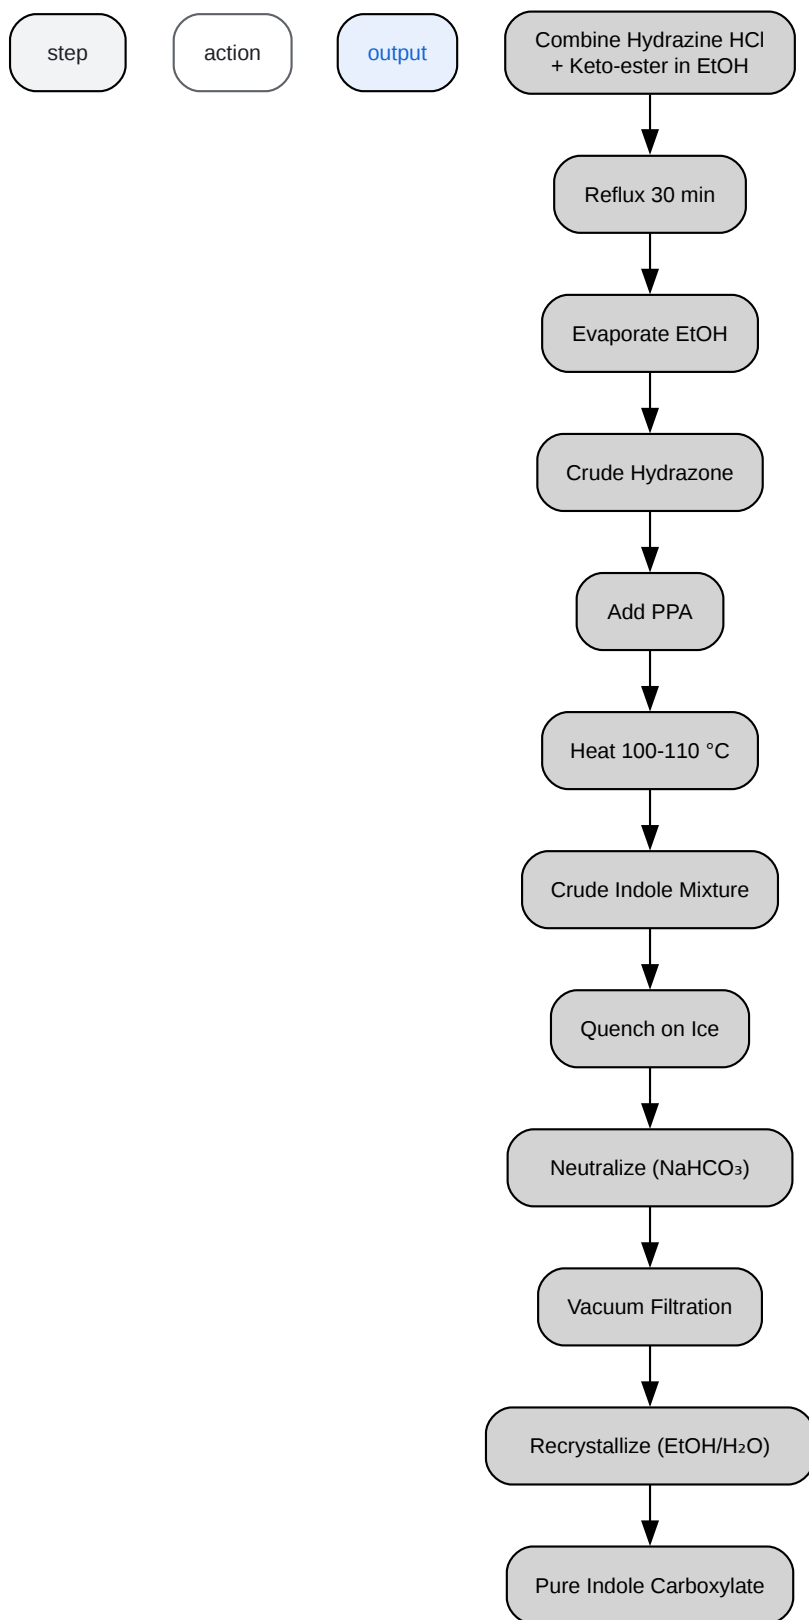 step
action
output
Combine Hydrazine HCl
+ Keto-ester in EtOH
Reflux 30 min
Evaporate EtOH
Crude Hydrazone
Add PPA
Heat 100-110 °C
Crude Indole Mixture
Quench on Ice
Neutralize (NaHCO₃)
Vacuum Filtration
Recrystallize (EtOH/H₂O)
Pure Indole Carboxylate